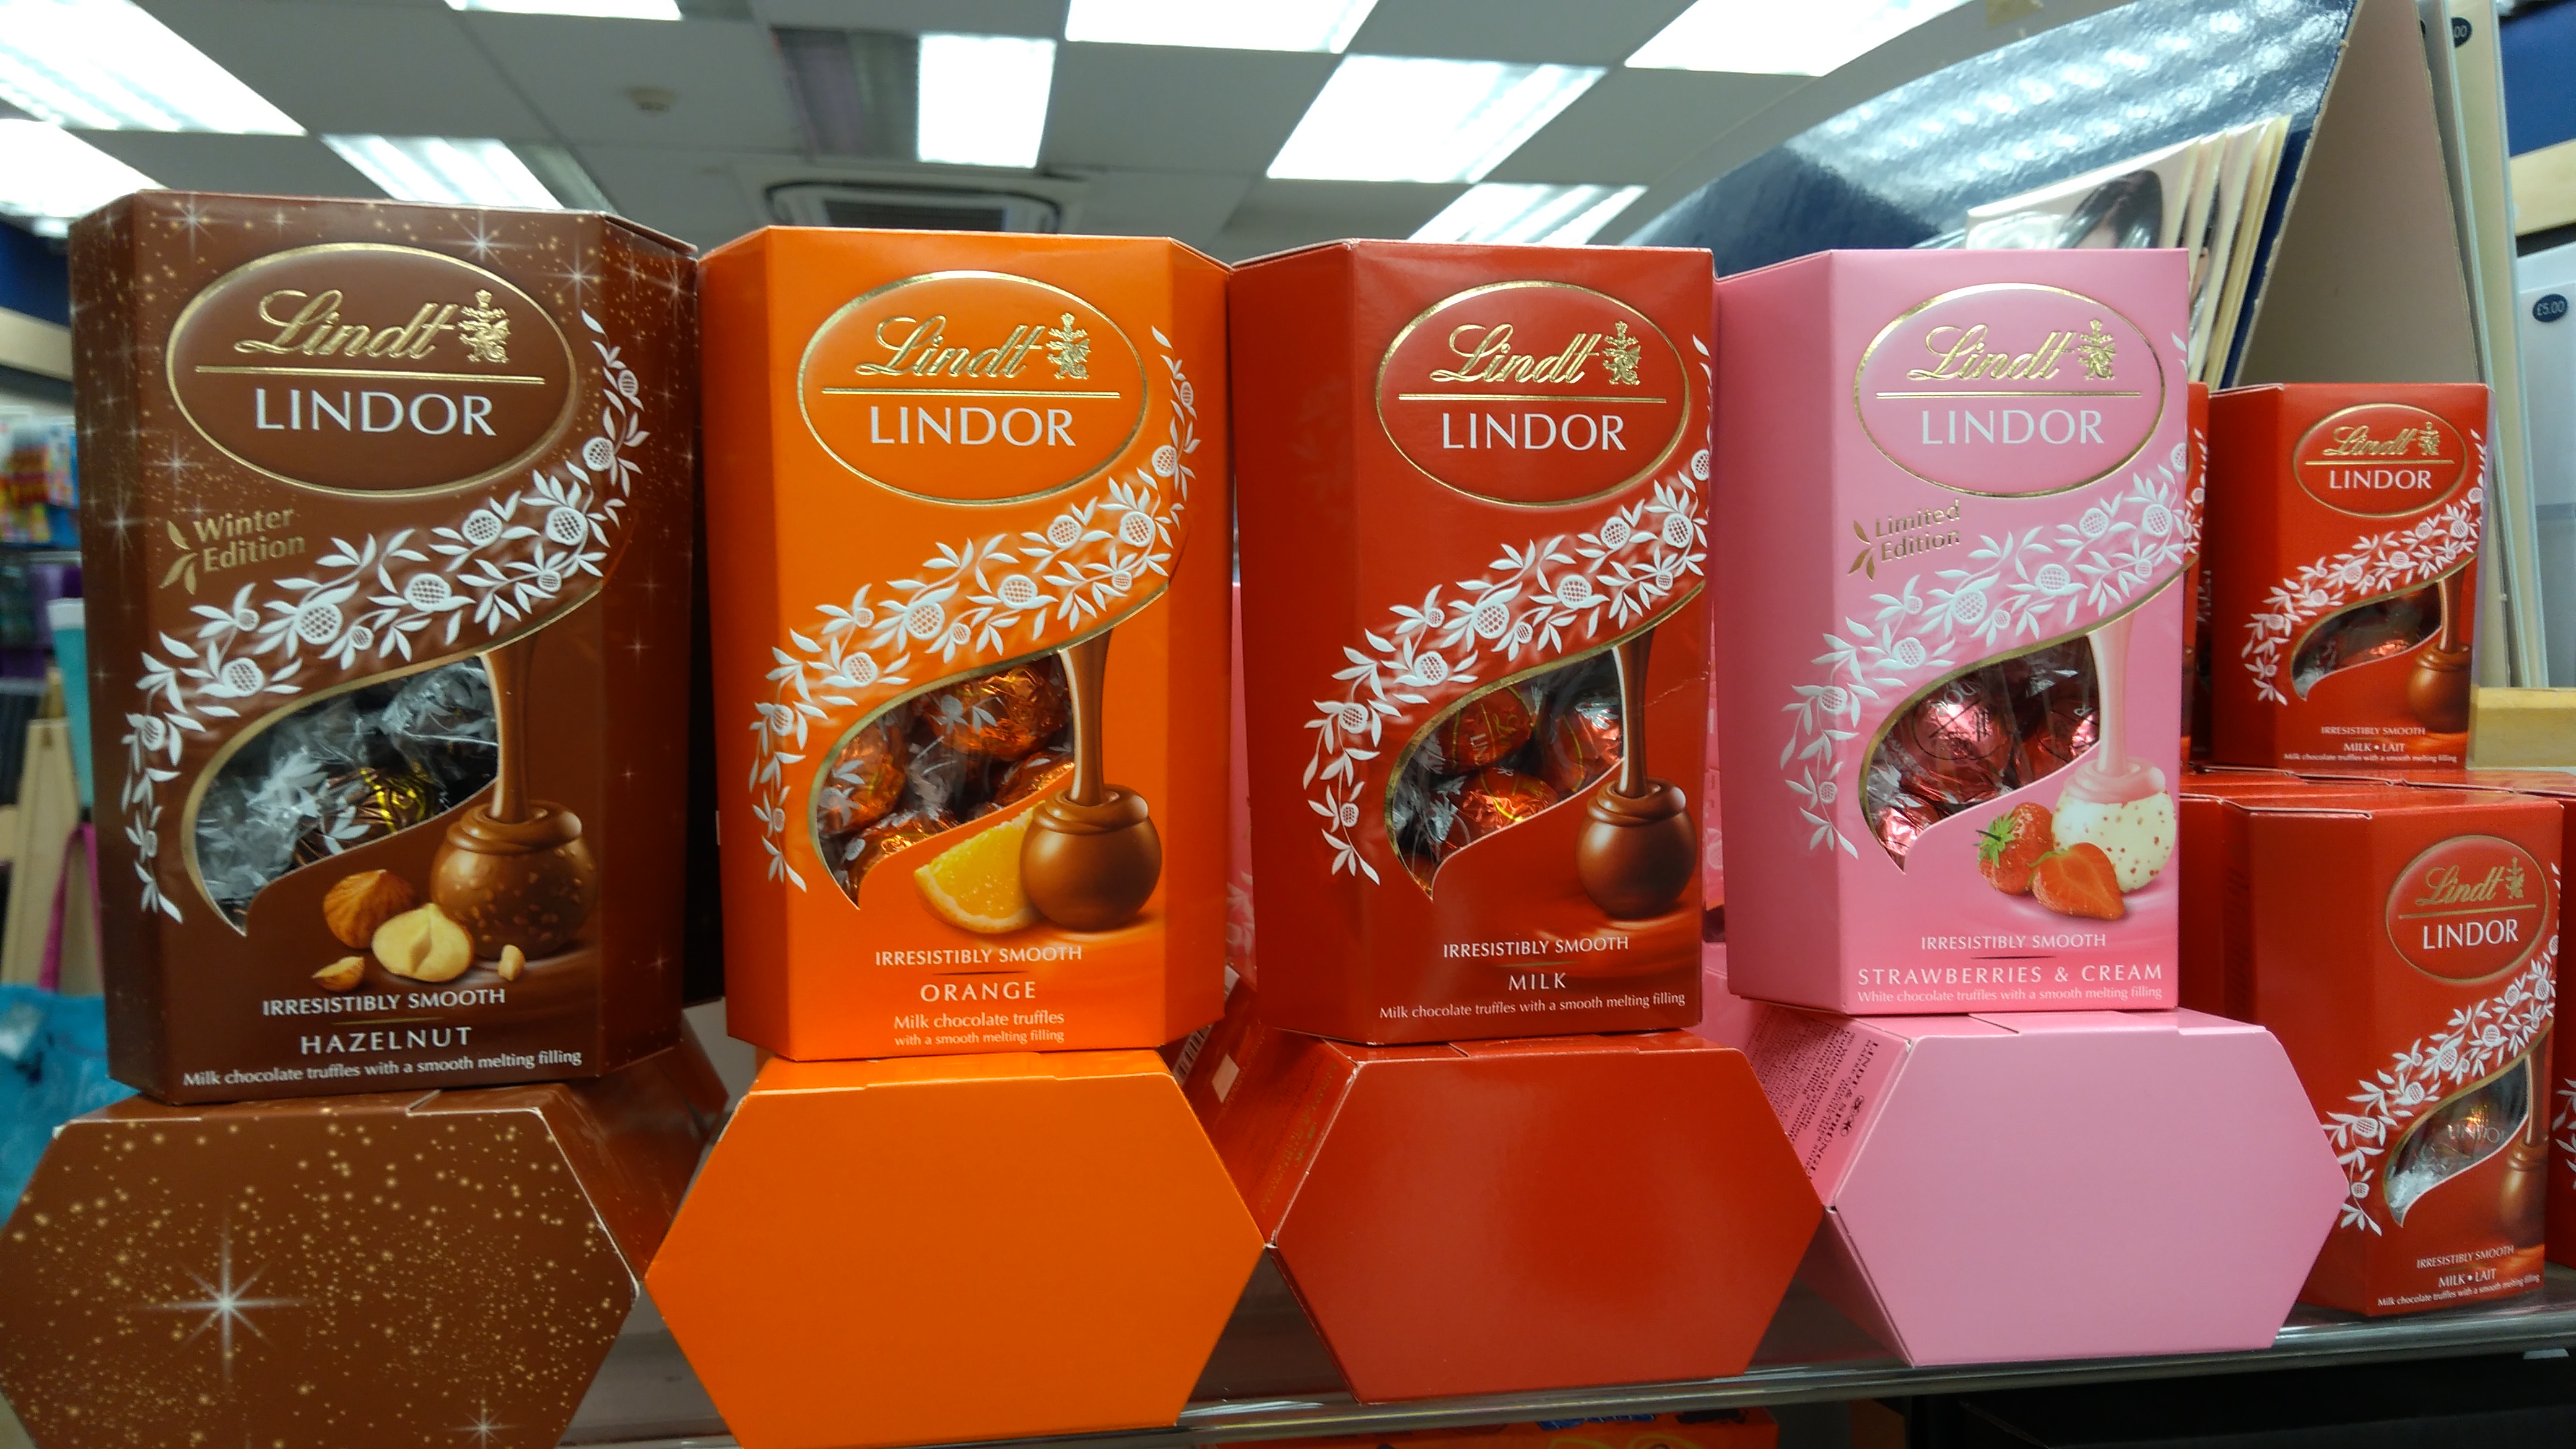 Lindt
LINDOR
Winter
Edition
IRRESISTIBLY SMOOTH
HAZELNUT
Milk chocolate truffles with a smooth melting filling
Lindt
LINDOR
IRRESISTIBLY SMOOTH
ORANGE
Milk chocolate truffles
with a smooth melting filling
Lindt
LINDOR
IRRESISTIBLY SMOOTH
MILK
Milk chocolate truffles with a smooth melting filling
Lindt
LINDOR
Limited
Edition
IRRESISTIBLY SMOOTH
STRAWBERRIES & CREAM
White chocolate truffles with a smooth melting filling
Lindt
LINDOR
IRRESISTIBLY SMOOTH
MILK • LAIT
Milk chocolate truffles with a smooth melting filling
Lindt
LINDOR
IRRESISTIBLY SMOOTH
MILK • LAIT
Milk chocolate truffles with a smooth melting filling
£5.00
LINDT & SPRÜNGLI